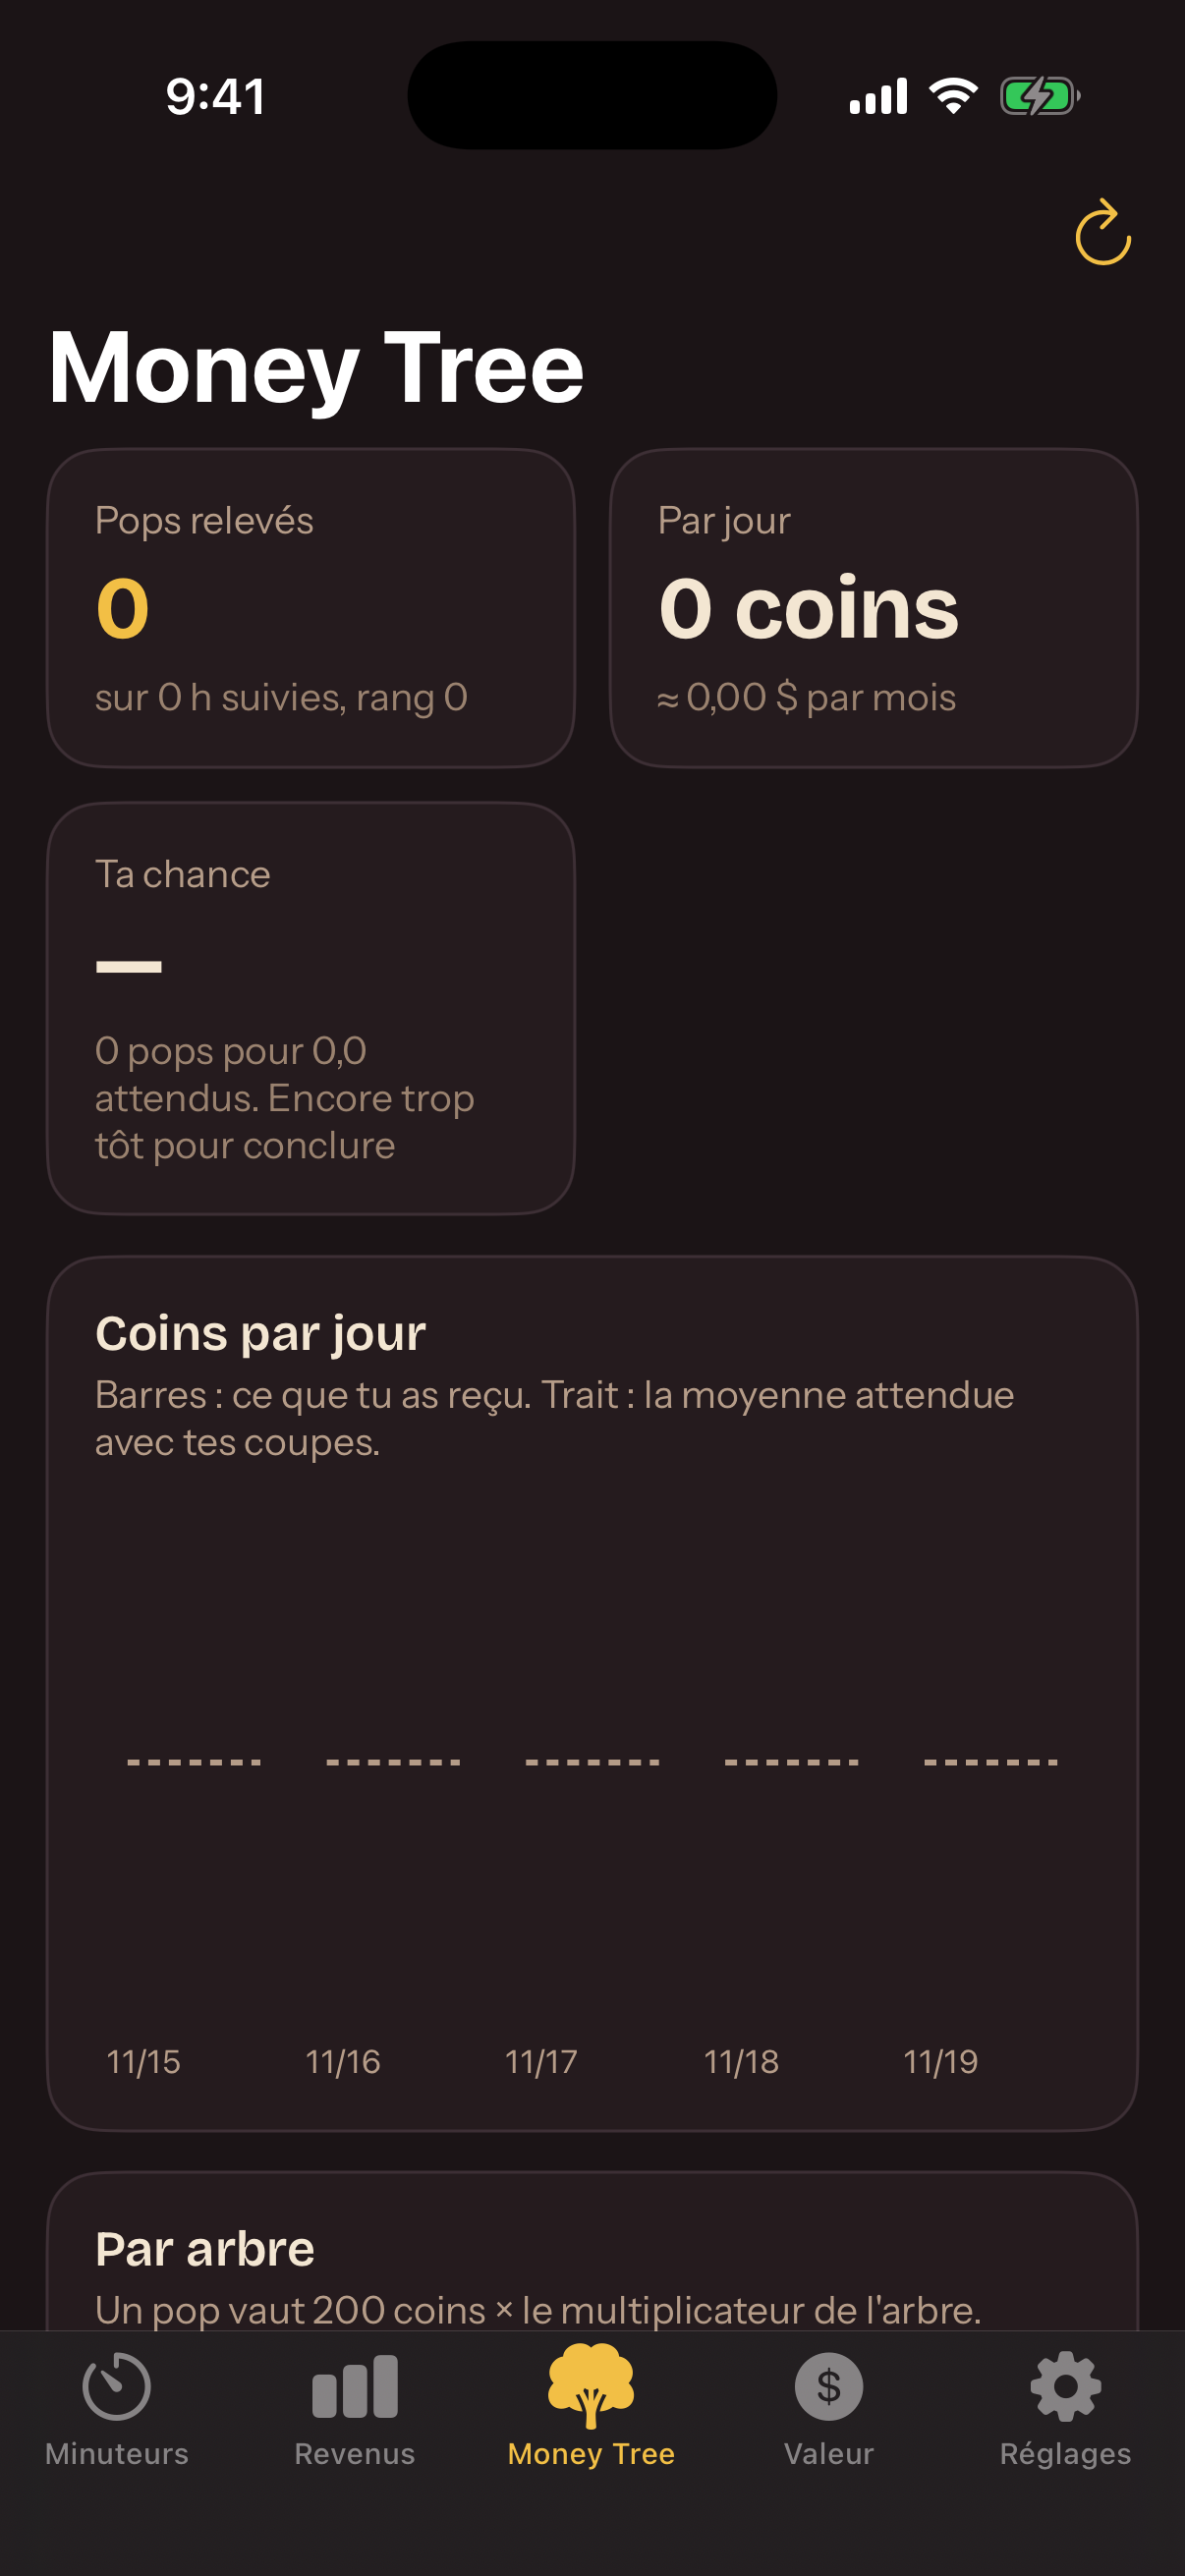 9:41
Money Tree
Pops relevés
0
sur 0 h suivies, rang 0
Par jour
0 coins
≈ 0,00 $ par mois
Ta chance
—
0 pops pour 0,0
attendus. Encore trop
tôt pour conclure
Coins par jour
Barres : ce que tu as reçu. Trait : la moyenne attendue
avec tes coupes.
11/15 11/16 11/17 11/18 11/19
Par arbre
Un pop vaut 200 coins × le multiplicateur de l'arbre.
Minuteurs Revenus Money Tree Valeur Réglages